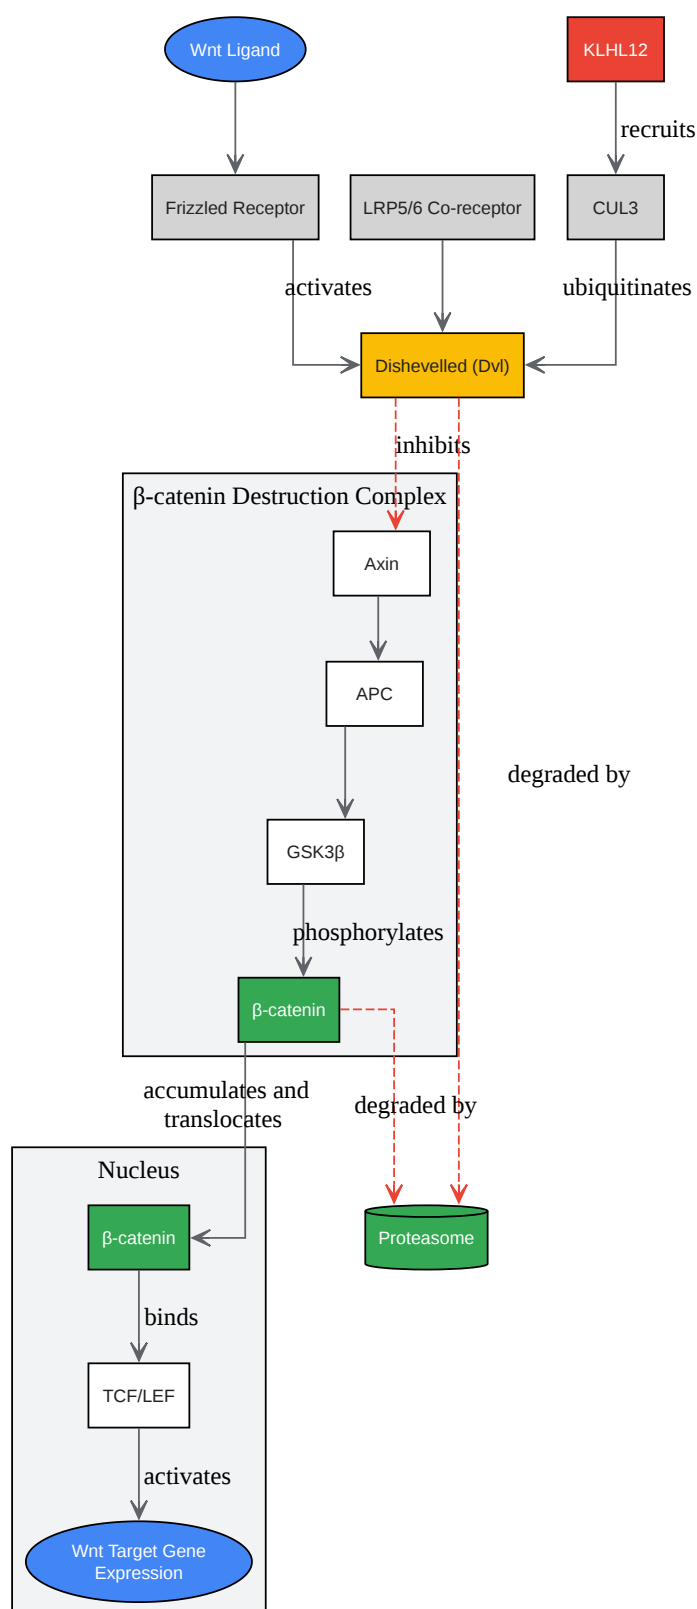 Wnt Ligand
KLHL12
recruits
Frizzled Receptor
LRP5/6 Co-receptor
CUL3
activates
ubiquitinates
Dishevelled (Dvl)
inhibits
β-catenin Destruction Complex
Axin
APC
degraded by
GSK3β
phosphorylates
β-catenin
accumulates and
translocates
degraded by
Nucleus
β-catenin
Proteasome
binds
TCF/LEF
activates
Wnt Target Gene
Expression